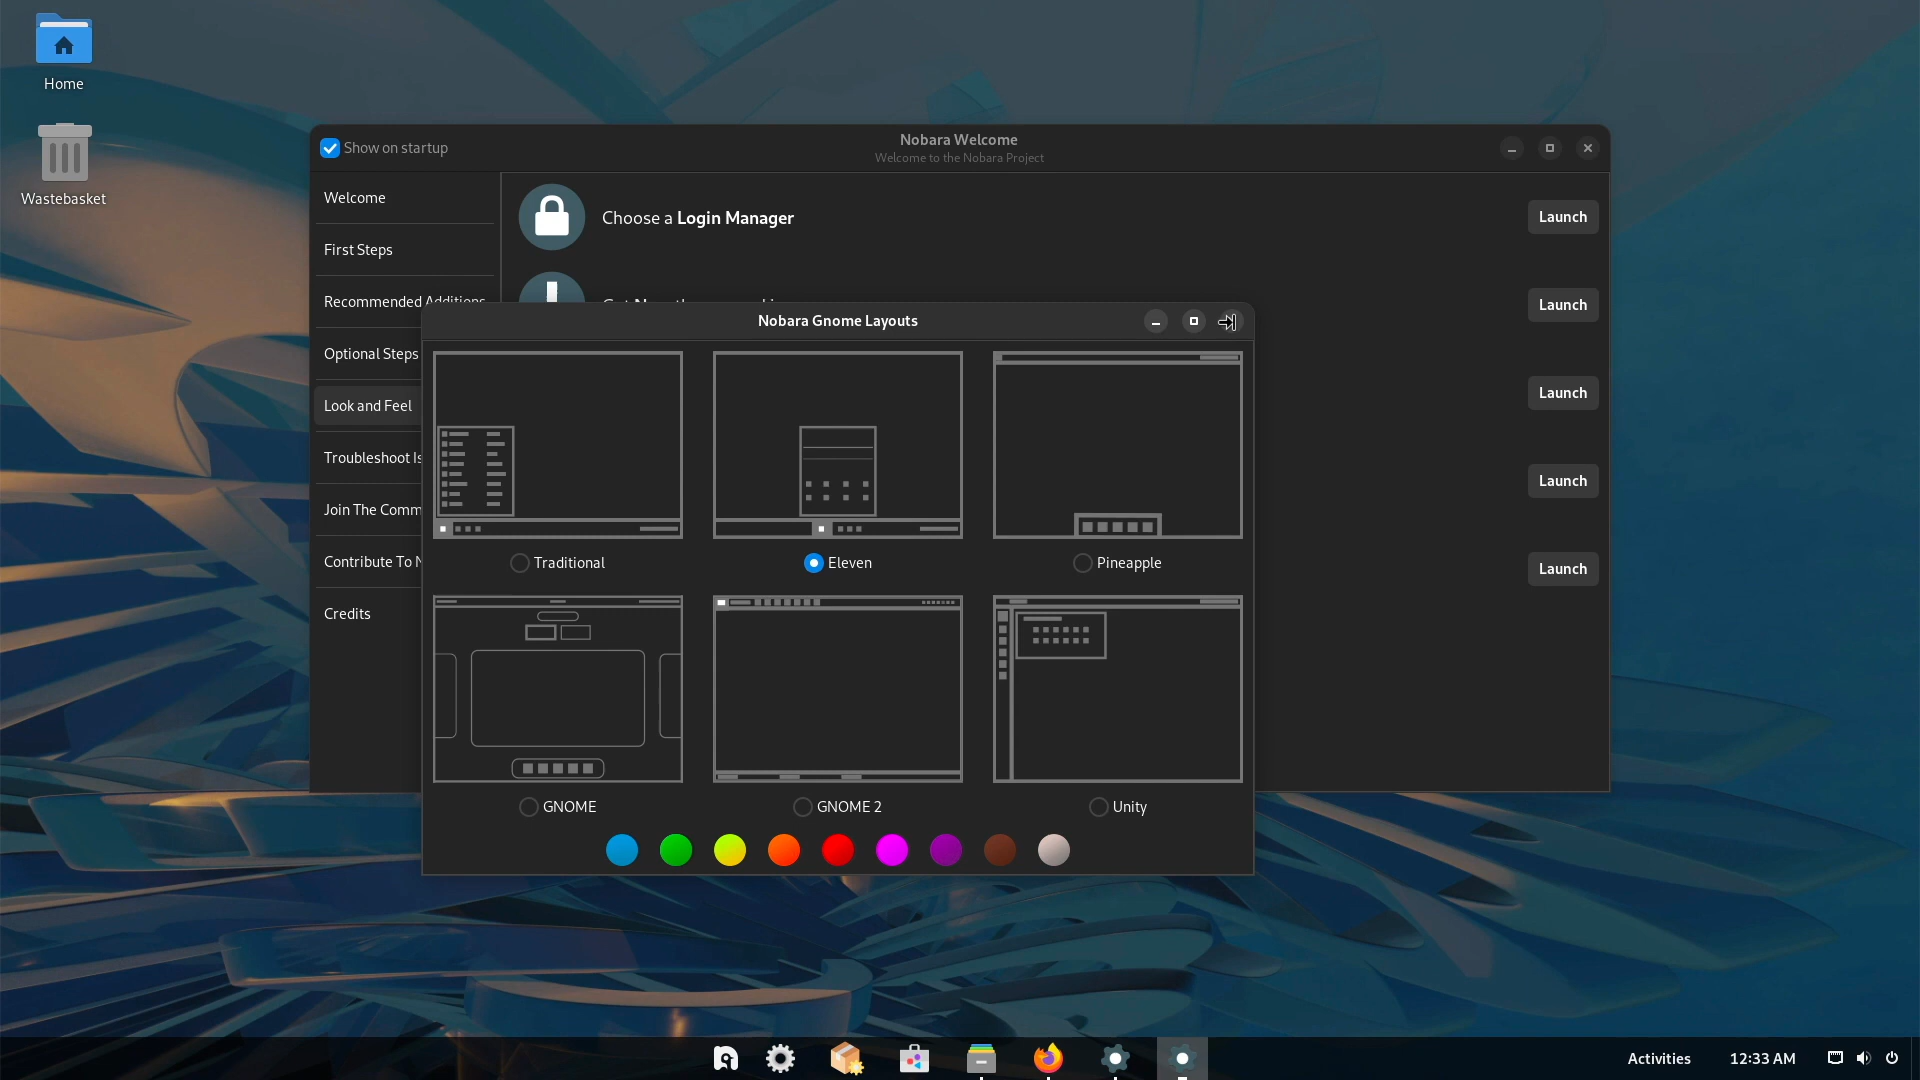 Home
Wastebasket
Show on startup
Nobara Welcome
Welcome to the Nobara Project
Welcome
First Steps
Recommended Additions
Optional Steps
Look and Feel
Troubleshoot Is
Join The Comm
Contribute To
Credits
Choose a Login Manager
Launch
Launch
Launch
Launch
Launch
Nobara Gnome Layouts
Traditional
Eleven
Pineapple
GNOME
GNOME 2
Unity
Activities
12:33 AM